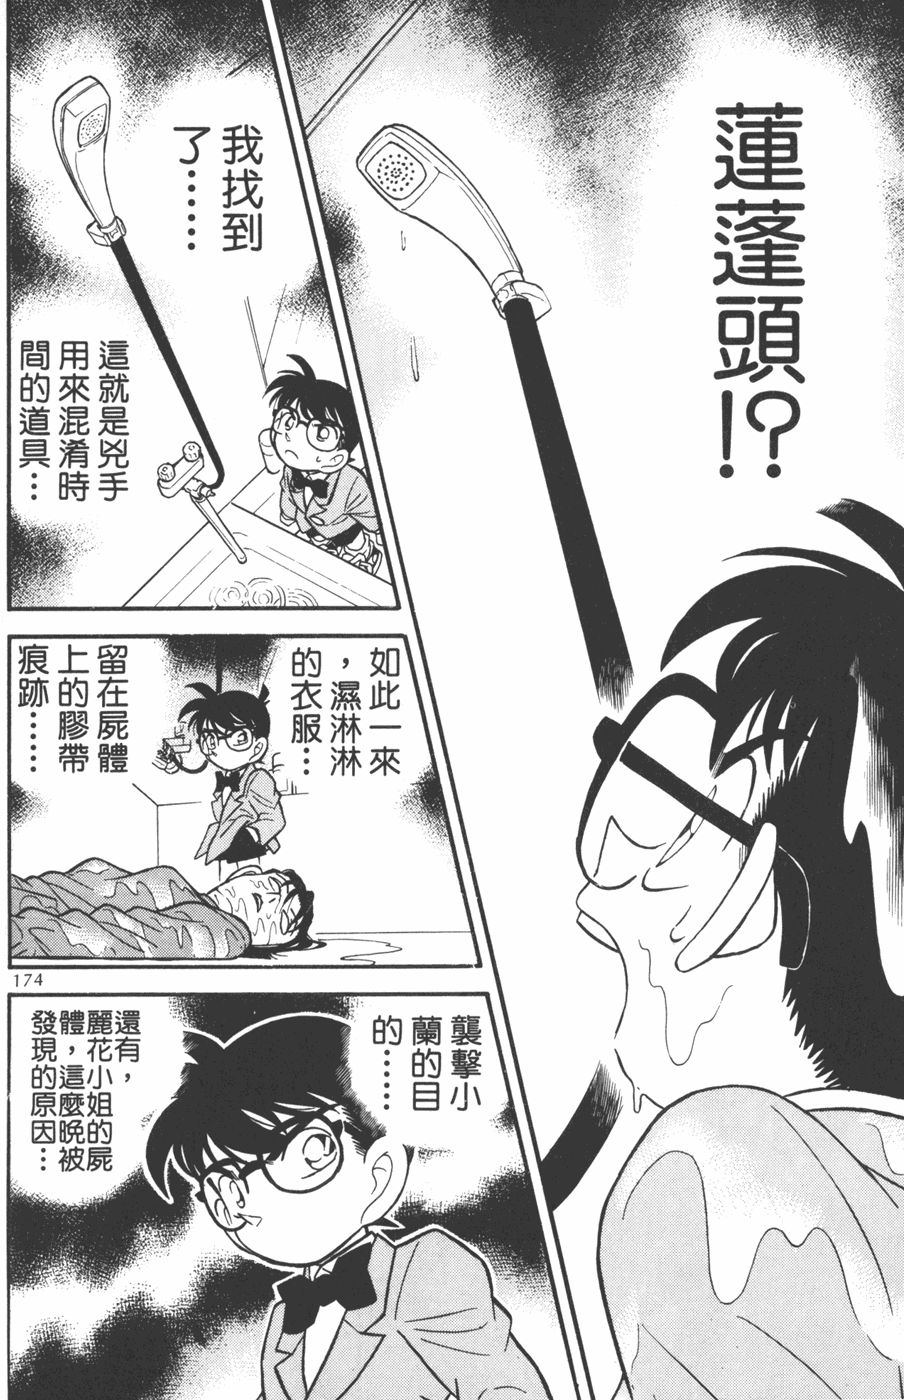 蓮蓬頭!?
我找到
了……
這就是兇手
用來混淆時
間的道具…
如此一來
，濕淋淋
的衣服…
留在屍體
上的膠帶
痕跡……
174
襲擊小
蘭的目
的……
還有，
麗花小姐的屍
體，這麼晚被
發現的原因…